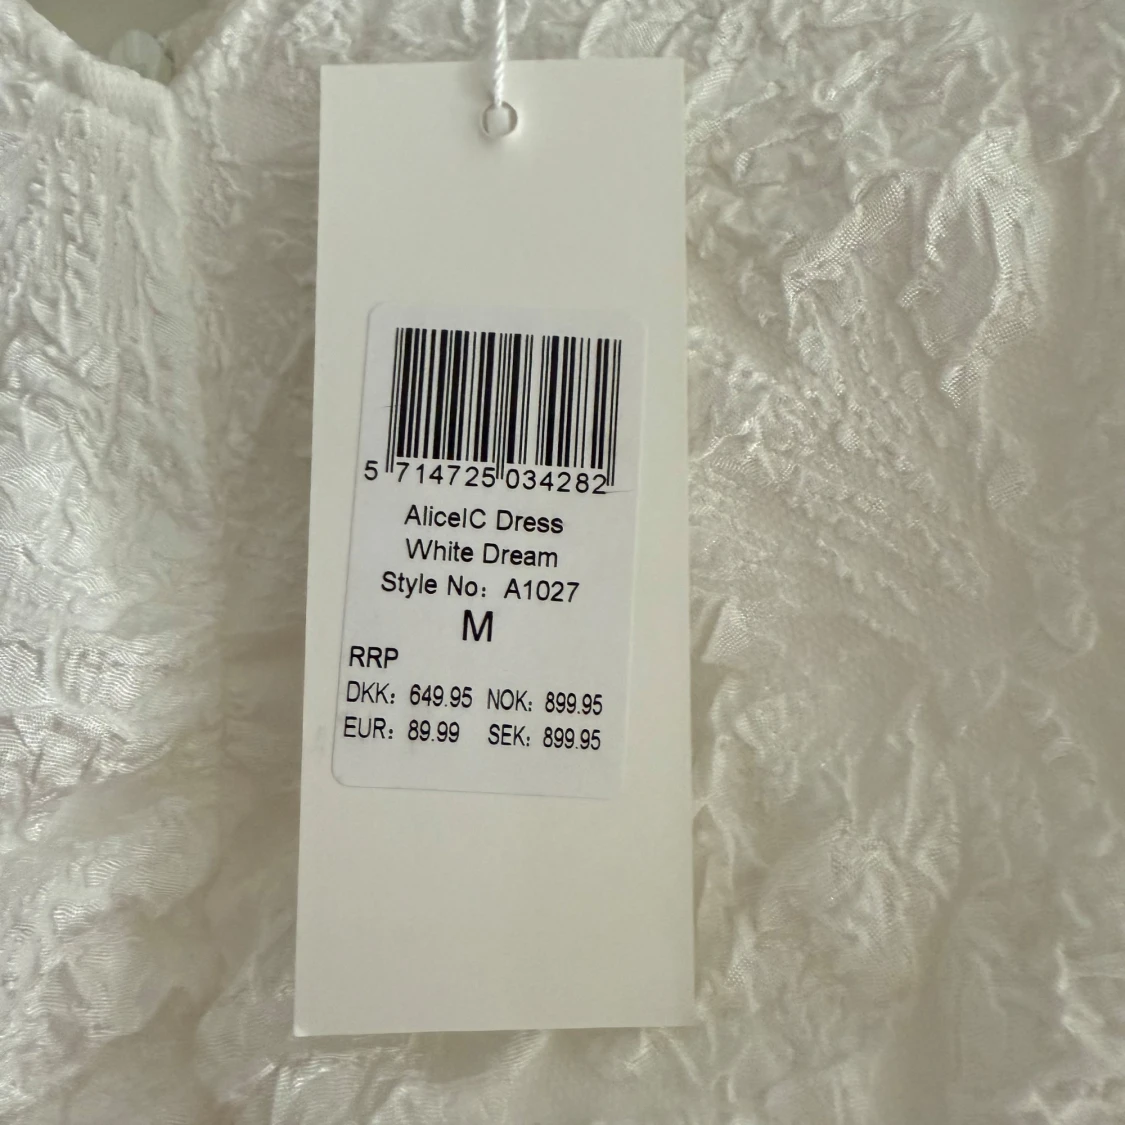 5 714725 034282
AliceIC Dress
White Dream
Style No: A1027
M
RRP
DKK: 649.95 NOK: 899.95
EUR: 89.99 SEK: 899.95